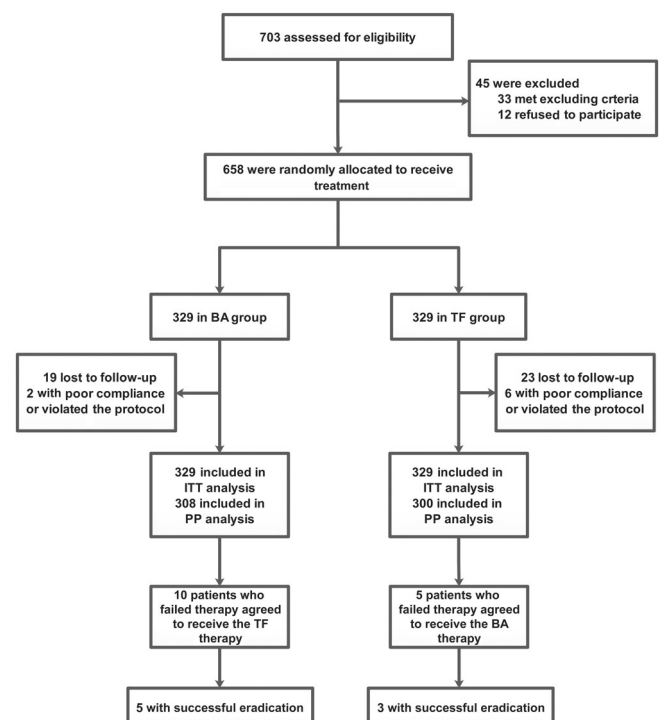 703 assessed for eligibility
45 were excluded
33 met excluding crteria
12 refused to participate
658 were randomly allocated to receive
treatment
329 in BA group
329 in TF group
19 lost to follow-up
2 with poor compliance
or violated the protocol
23 lost to follow-up
6 with poor compliance
or violated the protocol
329 included in
ITT analysis
308 included in
PP analysis
329 included in
ITT analysis
300 included in
PP analysis
10 patients who
failed therapy agreed
to receive the TF
therapy
5 patients who
failed therapy agreed
to receive the BA
therapy
5 with successful eradication
3 with successful eradication